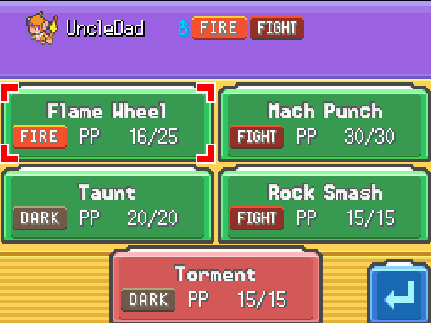 UncleDad FIRE FIGHT
Flame Wheel
FIRE PP 16/25
Mach Punch
FIGHT PP 30/30
Taunt
DARK PP 20/20
Rock Smash
FIGHT PP 15/15
Torment
DARK PP 15/15